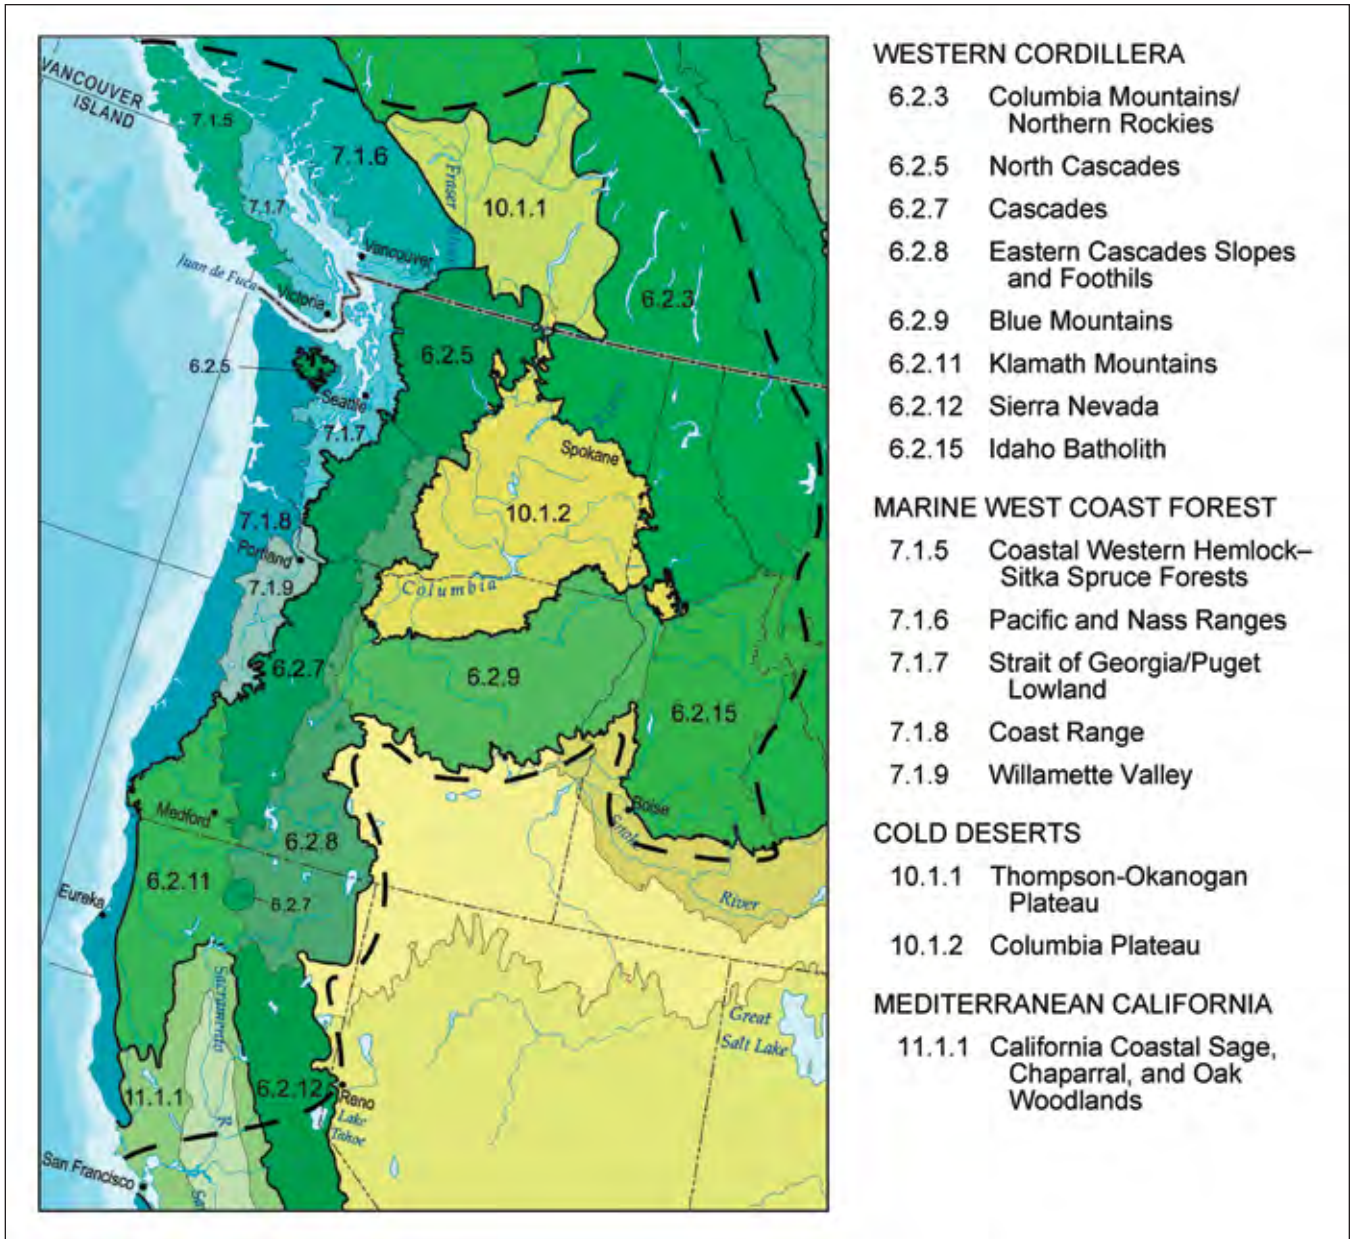 VANCOUVER
ISLAND
7.1.5
7.1.6
7.1.7
Fraser
10.1.1
Vancouver
Juan de Fuca
Victoria
6.2.3
6.2.5
6.2.5
Seattle
7.1.7
Spokane
7.1.8
10.1.2
Portland
7.1.9
Columbia
6.2.7
6.2.9
6.2.15
Medford
Boise
Snake
River
6.2.8
6.2.11
Eureka
6.2.7
Sacramento
R.
Great
Salt Lake
11.1.1
6.2.12
Reno
Lake
Tahoe
San Francisco
WESTERN CORDILLERA
6.2.3 Columbia Mountains/
Northern Rockies
6.2.5 North Cascades
6.2.7 Cascades
6.2.8 Eastern Cascades Slopes
and Foothils
6.2.9 Blue Mountains
6.2.11 Klamath Mountains
6.2.12 Sierra Nevada
6.2.15 Idaho Batholith
MARINE WEST COAST FOREST
7.1.5 Coastal Western Hemlock–
Sitka Spruce Forests
7.1.6 Pacific and Nass Ranges
7.1.7 Strait of Georgia/Puget
Lowland
7.1.8 Coast Range
7.1.9 Willamette Valley
COLD DESERTS
10.1.1 Thompson-Okanogan
Plateau
10.1.2 Columbia Plateau
MEDITERRANEAN CALIFORNIA
11.1.1 California Coastal Sage,
Chaparral, and Oak
Woodlands